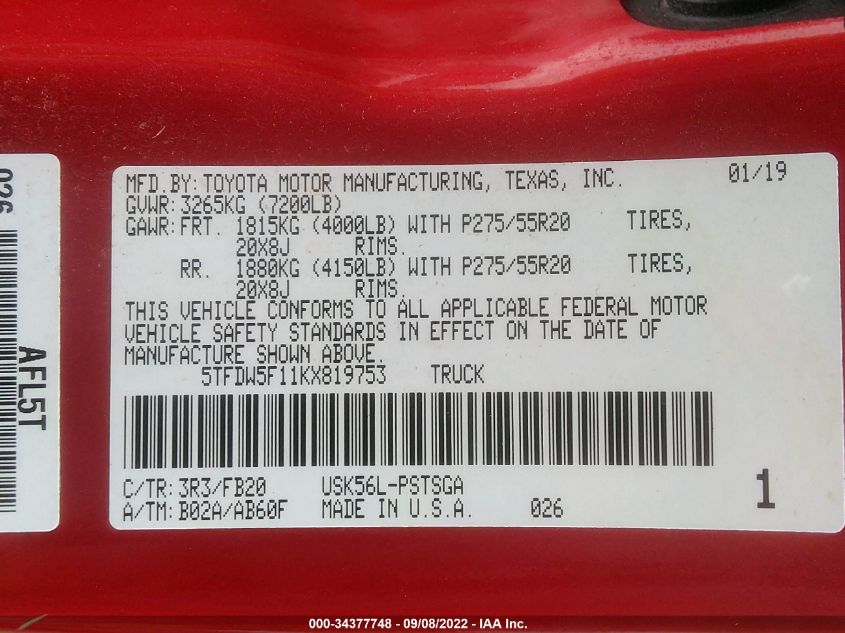 MFD.BY: TOYOTA MOTOR MANUFACTURING, TEXAS, INC. 01/19
GVWR: 3265KG (7200LB)
GAWR: FRT. 1815KG (4000LB) WITH P275/55R20 TIRES,
20X8J RIMS.
RR. 1880KG (4150LB) WITH P275/55R20 TIRES,
20X8J RIMS.
THIS VEHICLE CONFORMS TO ALL APPLICABLE FEDERAL MOTOR
VEHICLE SAFETY STANDARDS IN EFFECT ON THE DATE OF
MANUFACTURE SHOWN ABOVE.
5TFDW5F11KX819753 TRUCK
C/TR: 3R3/FB20 USK56L-PSTSGA
A/TM: B02A/AB60F MADE IN U.S.A. 026
1
026
AFL5T
000-34377748 - 09/08/2022 - IAA Inc.